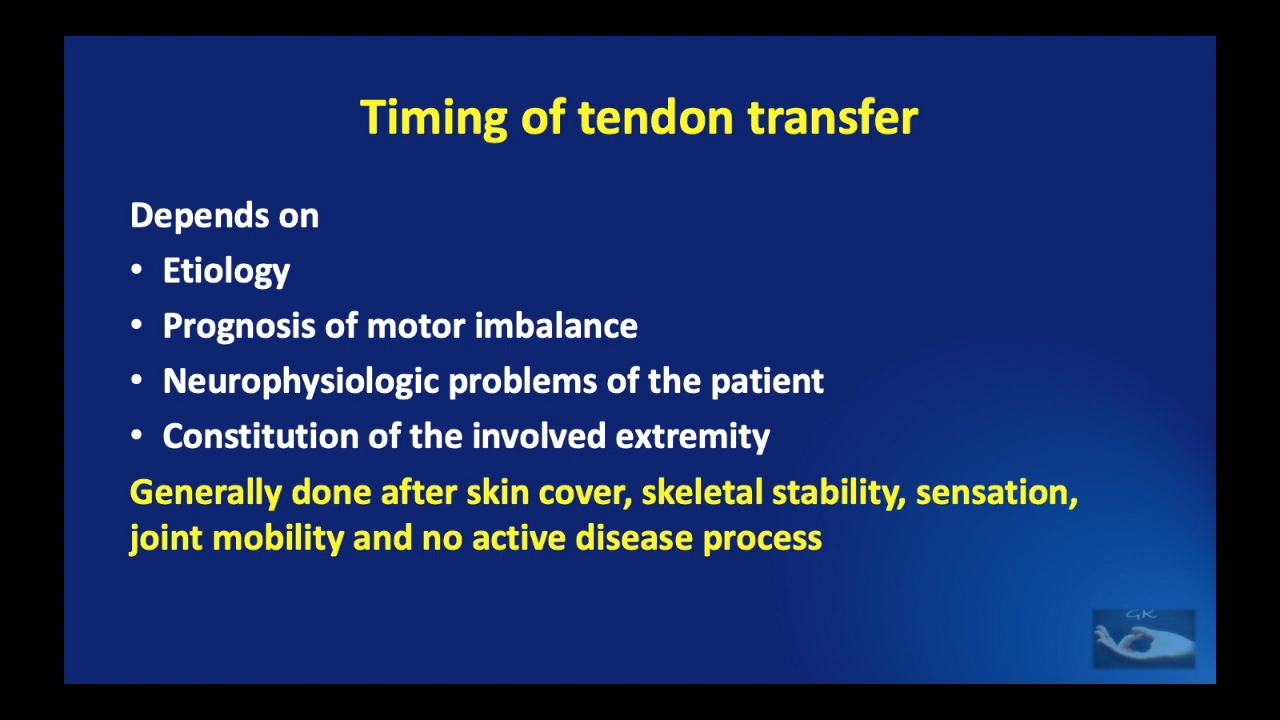 Timing of tendon transfer
Depends on
• Etiology
• Prognosis of motor imbalance
• Neurophysiologic problems of the patient
• Constitution of the involved extremity
Generally done after skin cover, skeletal stability, sensation,
joint mobility and no active disease process
GK